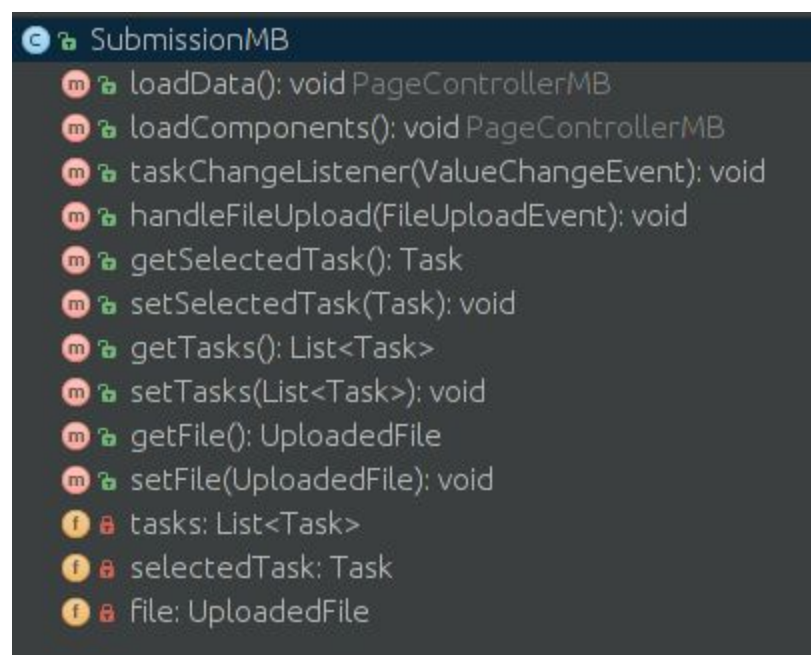 C SubmissionMB
m loadData(): void PageControllerMB
m loadComponents(): void PageControllerMB
m taskChangeListener(ValueChangeEvent): void
m handleFileUpload(FileUploadEvent): void
m getSelectedTask(): Task
m setSelectedTask(Task): void
m getTasks(): List<Task>
m setTasks(List<Task>): void
m getFile(): UploadedFile
m setFile(UploadedFile): void
f tasks: List<Task>
f selectedTask: Task
f file: UploadedFile